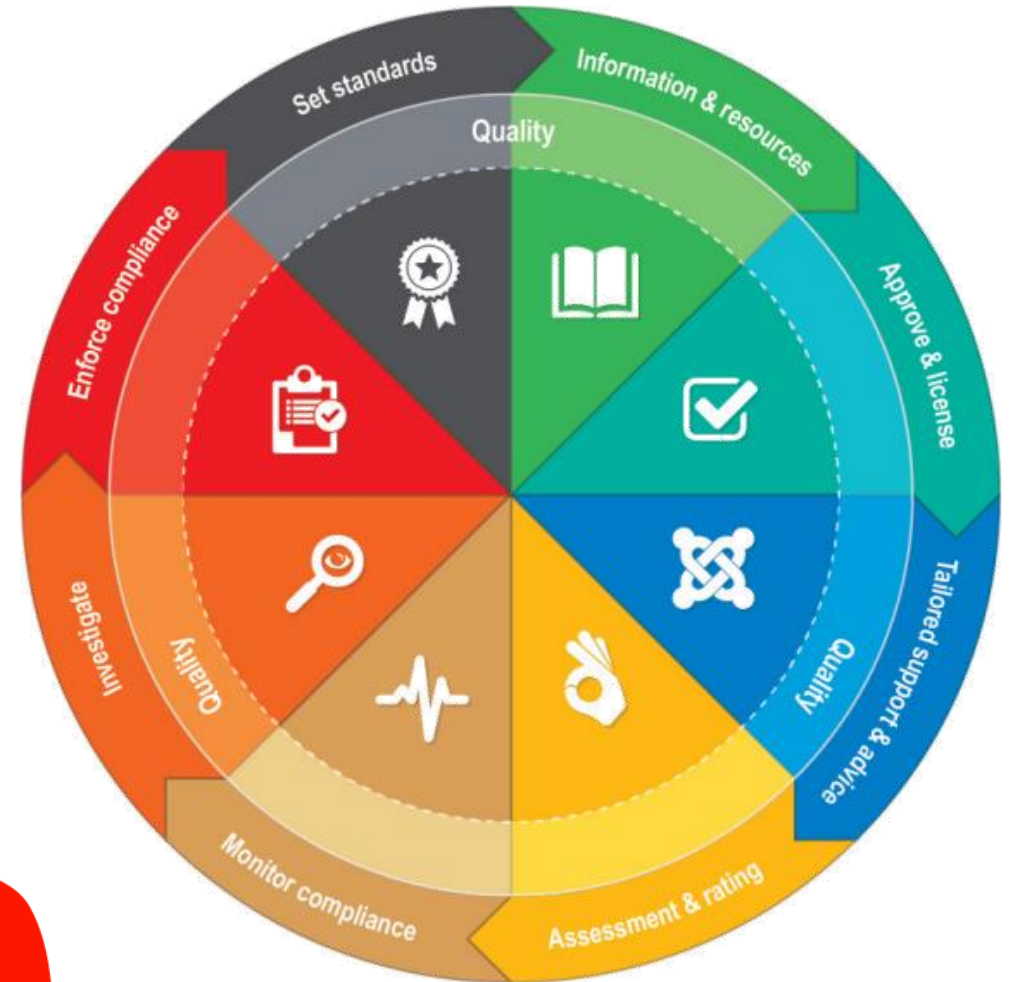 Set standards
Information & resources
Approve & license
Tailored support & advice
Assessment & rating
Monitor compliance
Investigate
Enforce compliance
Quality
Quality
Quality